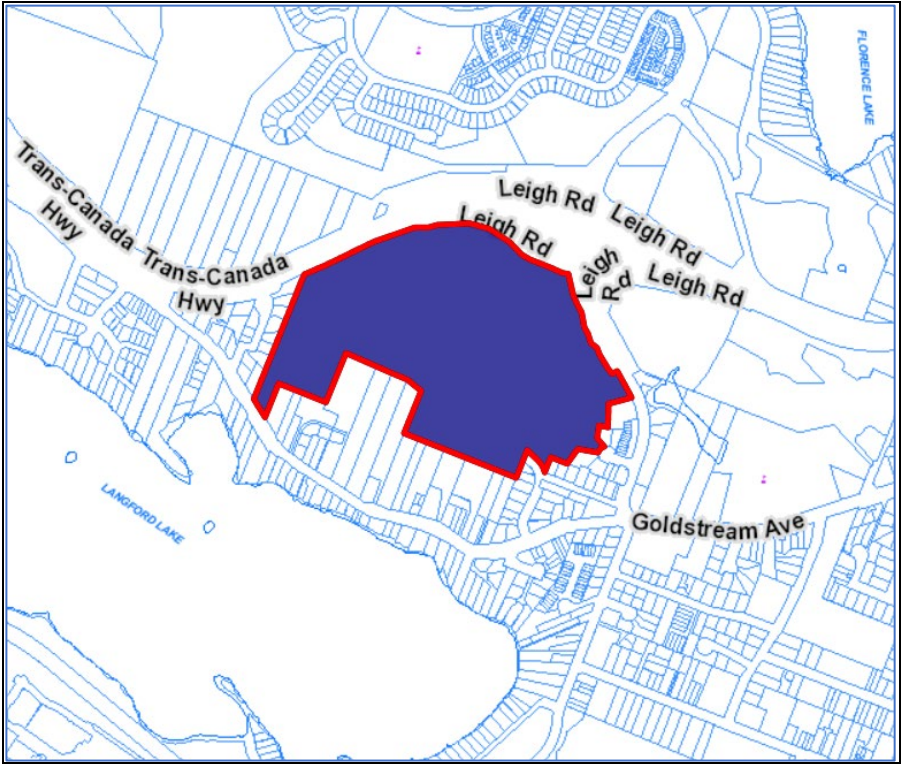 FLORENCE LAKE
Trans-Canada
Hwy
Trans-Canada
Hwy
Leigh Rd
Leigh Rd
Leigh Rd
Leigh
Rd
Leigh Rd
LANGFORD LAKE
Goldstream Ave